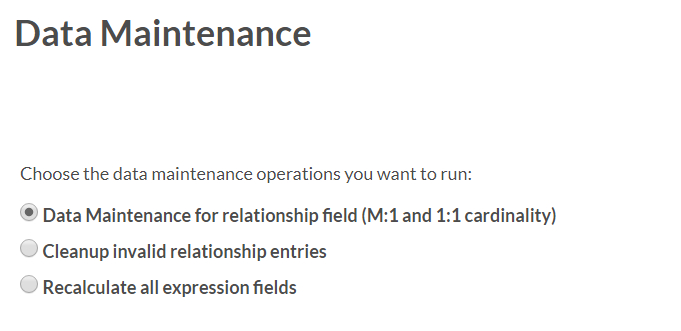 Data Maintenance
Choose the data maintenance operations you want to run:
Data Maintenance for relationship field (M:1 and 1:1 cardinality)
Cleanup invalid relationship entries
Recalculate all expression fields